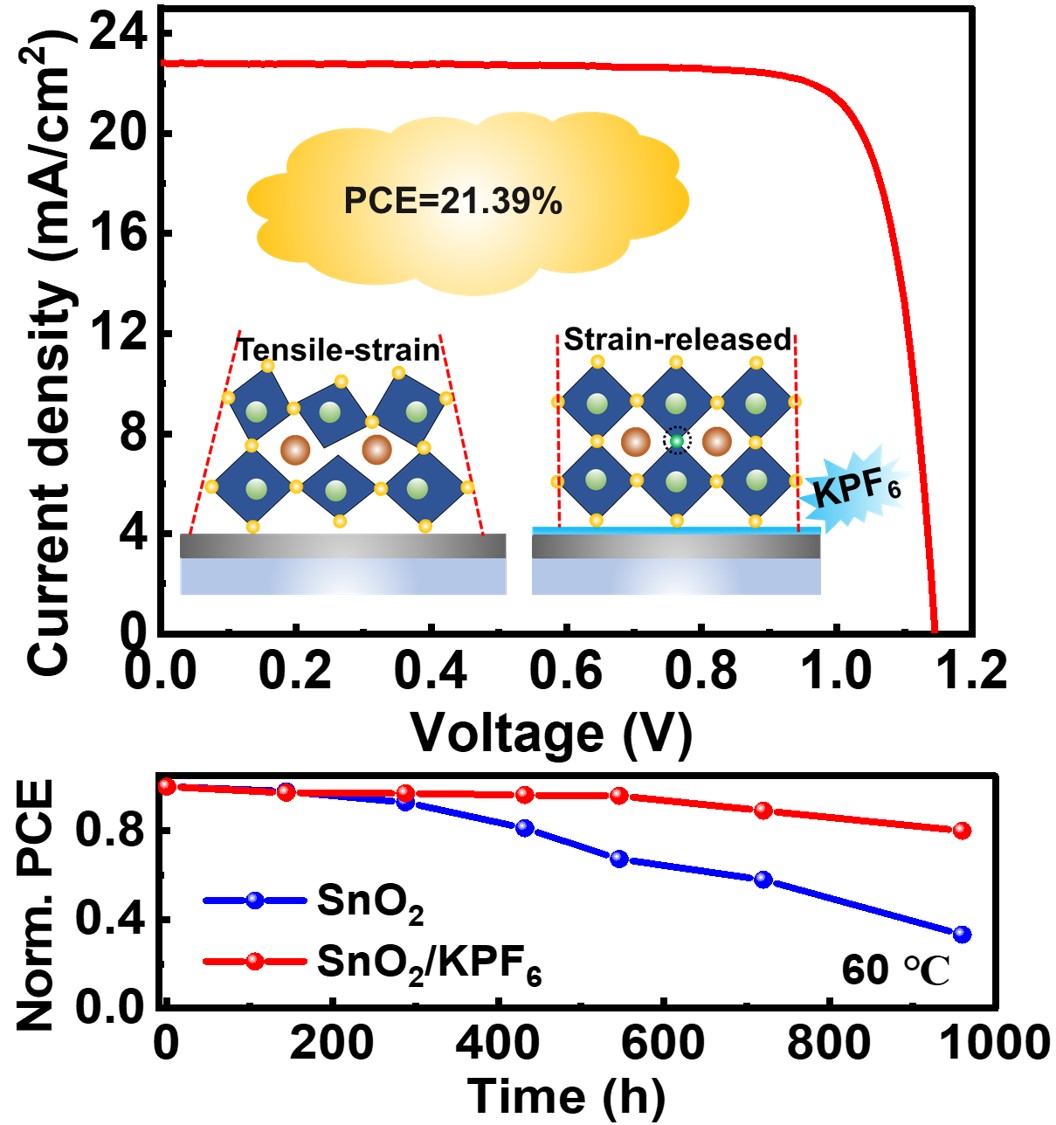 Current density (mA/cm²)
24
20
16
12
8
4
0
PCE=21.39%
Tensile-strain
Strain-released
KPF₆
0.0 0.2 0.4 0.6 0.8 1.0 1.2
Voltage (V)
Norm. PCE
0.8
0.4
0.0
SnO₂
SnO₂/KPF₆
60 ℃
0 200 400 600 800 1000
Time (h)